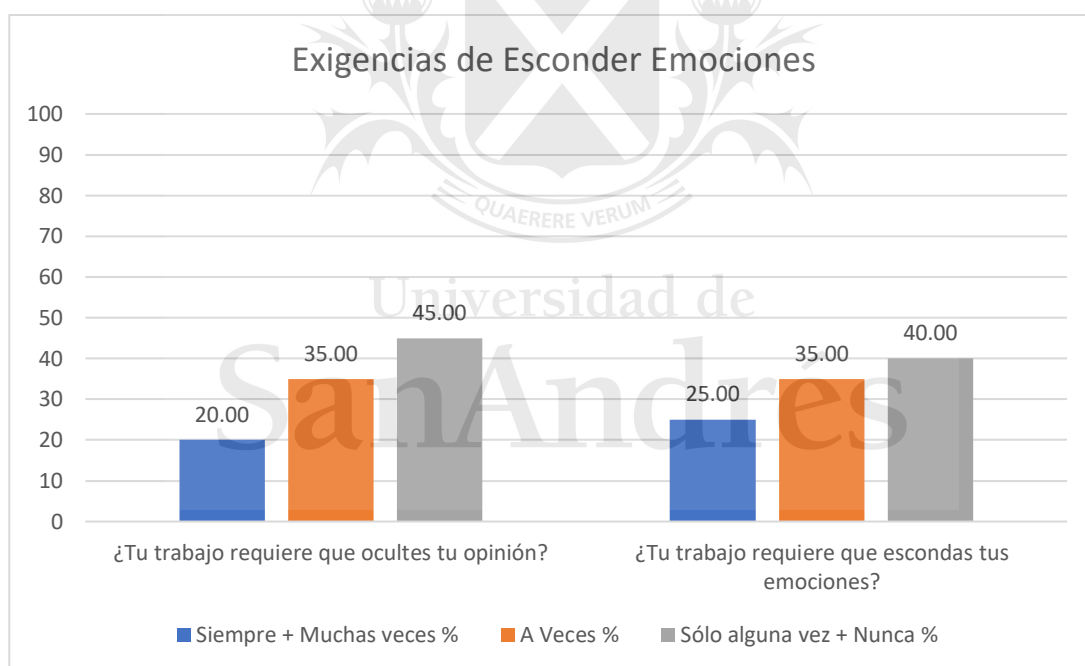 Exigencias de Esconder Emociones
100
90
80
70
60
50
40
30
20
10
0
QUAERERE VERUM
Universidad de
SanAndrés
20.00
35.00
45.00
25.00
35.00
40.00
¿Tu trabajo requiere que ocultes tu opinión?
¿Tu trabajo requiere que escondas tus
emociones?
Siempre + Muchas veces %
A Veces %
Sólo alguna vez + Nunca %